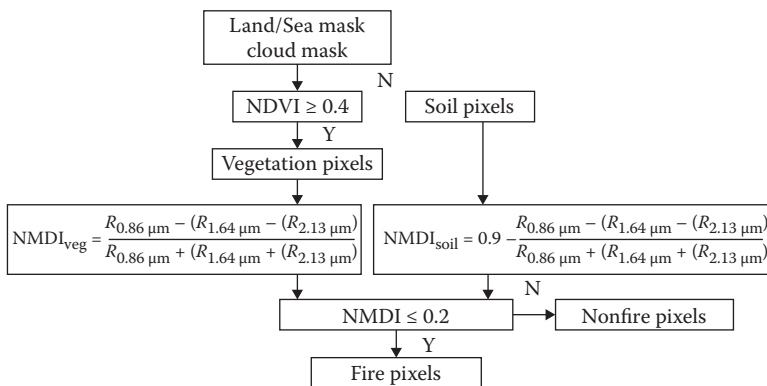 Land/Sea mask
cloud mask
N
NDVI ≥ 0.4
Soil pixels
Y
Vegetation pixels
NMDI_veg = R_0.86 μm − (R_1.64 μm − (R_2.13 μm) / R_0.86 μm + (R_1.64 μm + (R_2.13 μm)
NMDI_soil = 0.9 − R_0.86 μm − (R_1.64 μm − (R_2.13 μm) / R_0.86 μm + (R_1.64 μm + (R_2.13 μm)
N
NMDI ≤ 0.2
Nonfire pixels
Y
Fire pixels